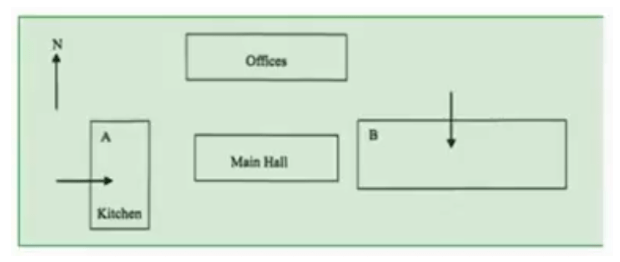 N
Offices
A
B
Main Hall
Kitchen